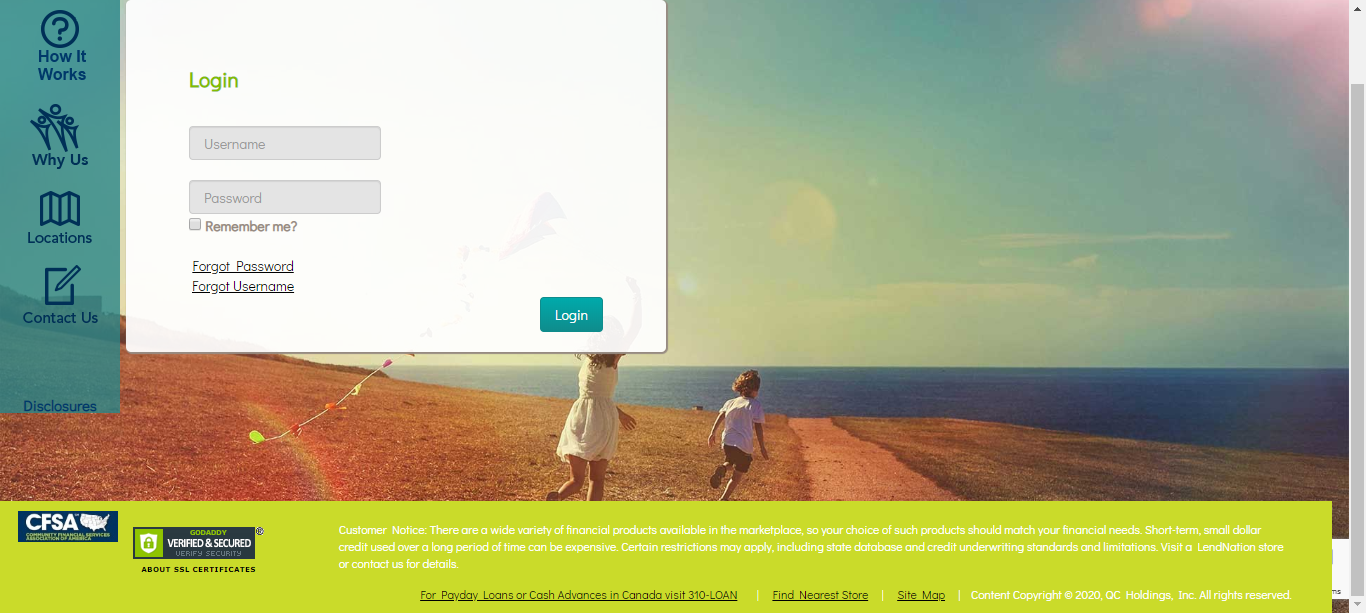 How It
Works
Why Us
Locations
Contact Us
Disclosures
Login
Username
Password
Remember me?
Forgot Password
Forgot Username
Login
CFSA
COMMUNITY FINANCIAL SERVICES
ASSOCIATION OF AMERICA
GODADDY
VERIFIED & SECURED
VERIFY SECURITY
ABOUT SSL CERTIFICATES
Customer Notice: There are a wide variety of financial products available in the marketplace, so your choice of such products should match your financial needs. Short-term, small dollar
credit used over a long period of time can be expensive. Certain restrictions may apply, including state database and credit underwriting standards and limitations. Visit a LendNation store
or contact us for details.
For Payday Loans or Cash Advances in Canada visit 310-LOAN | Find Nearest Store | Site Map | Content Copyright © 2020, QC Holdings, Inc. All rights reserved.